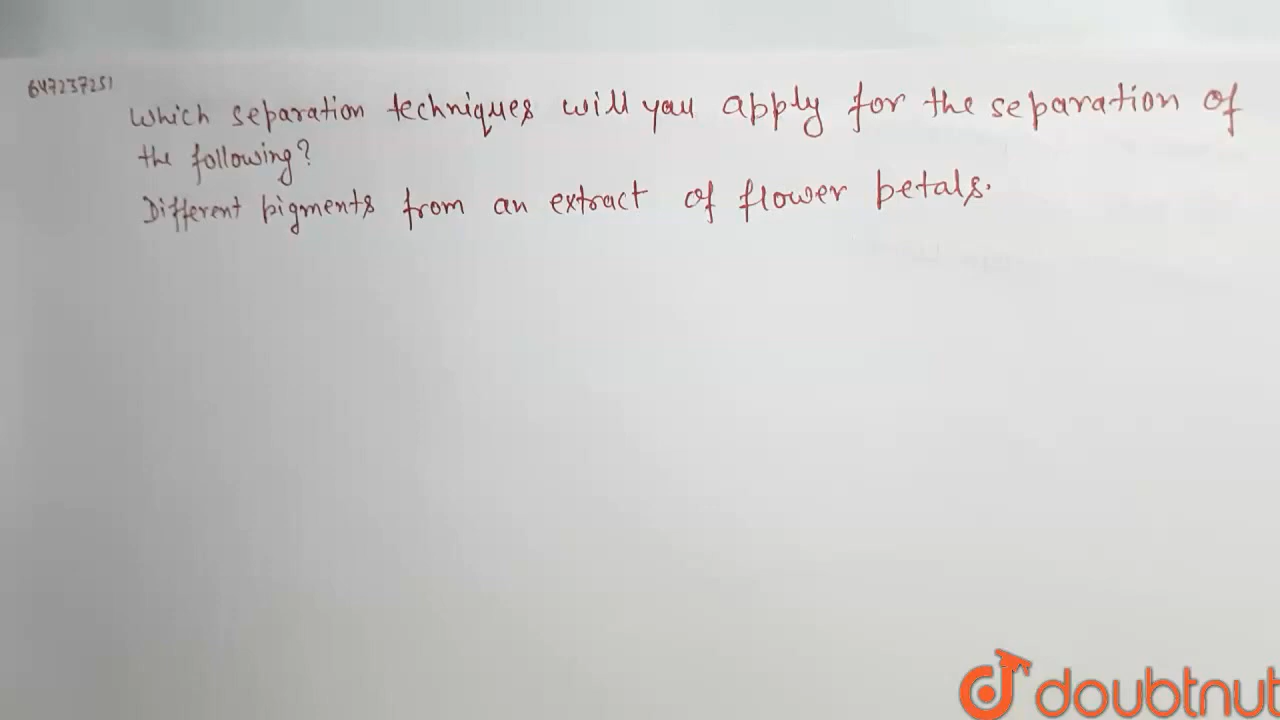 647237251
Which separation techniques will you apply for the separation of
the following?
Different pigments from an extract of flower petals.
doubtnut